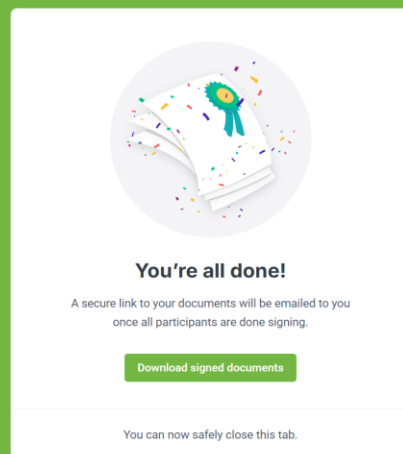 You’re all done!
A secure link to your documents will be emailed to you
once all participants are done signing.
Download signed documents
You can now safely close this tab.